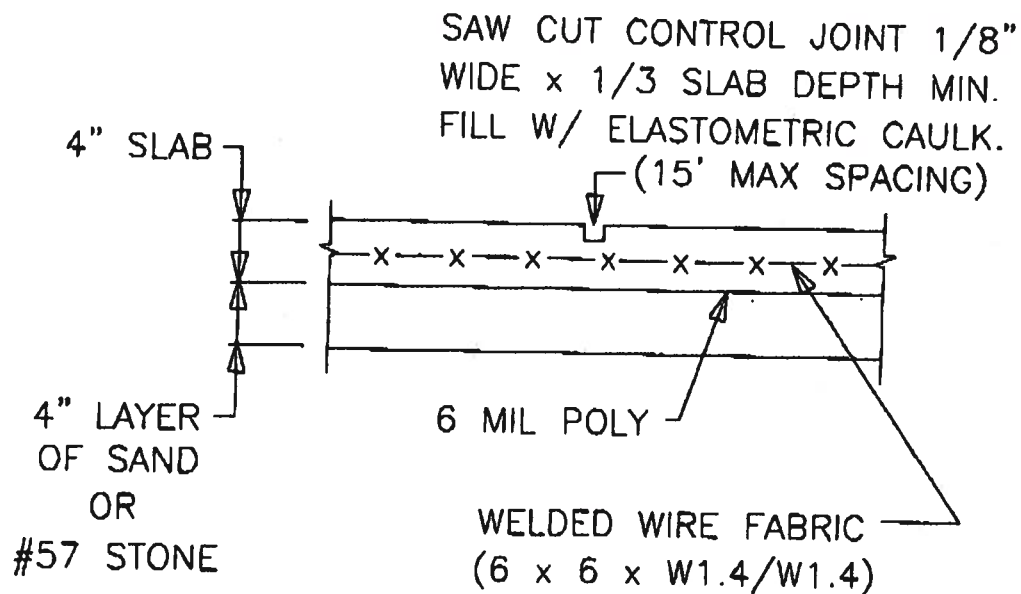 SAW CUT CONTROL JOINT 1/8"
WIDE x 1/3 SLAB DEPTH MIN.
FILL W/ ELASTOMETRIC CAULK.
(15' MAX SPACING)
4" SLAB
x x x x x x x
4" LAYER
OF SAND
OR
#57 STONE
6 MIL POLY
WELDED WIRE FABRIC
(6 x 6 x W1.4/W1.4)